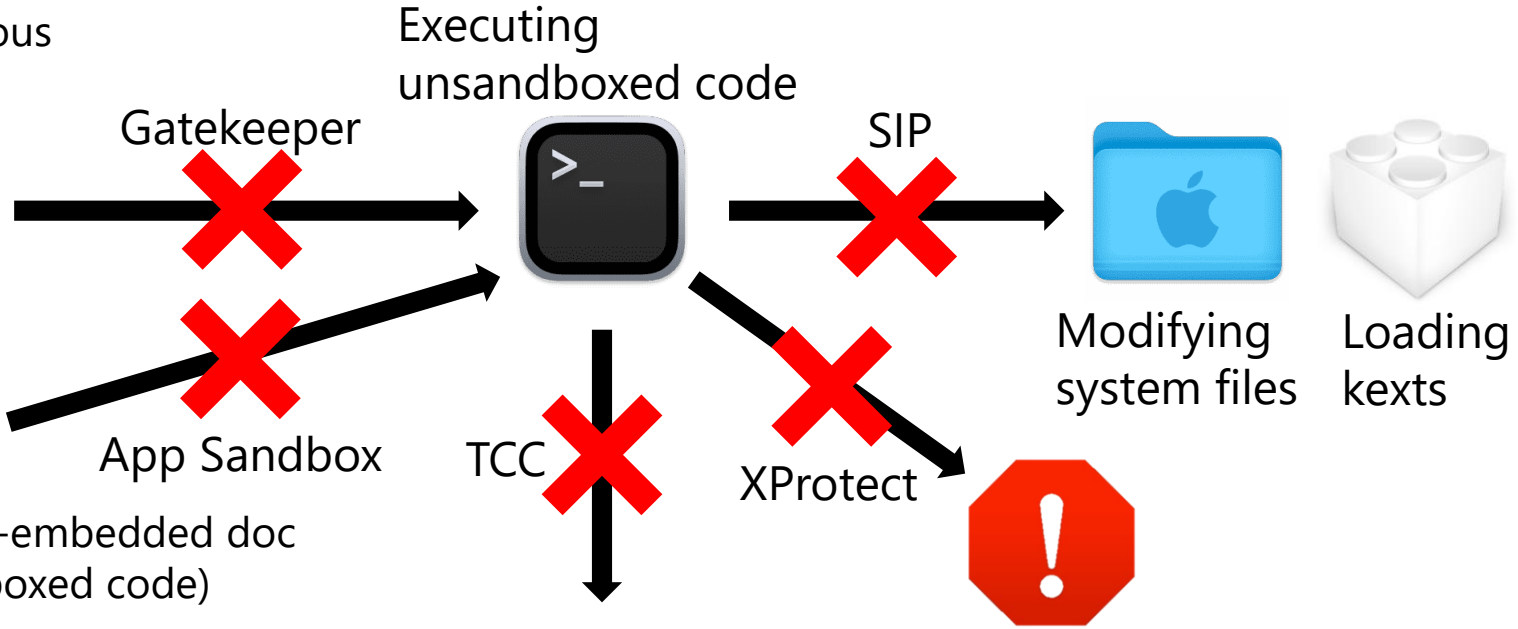 ous
Executing
unsandboxed code
Gatekeeper
SIP
>_
Modifying
system files
Loading
kexts
App Sandbox
TCC
XProtect
-embedded doc
oxed code)
!